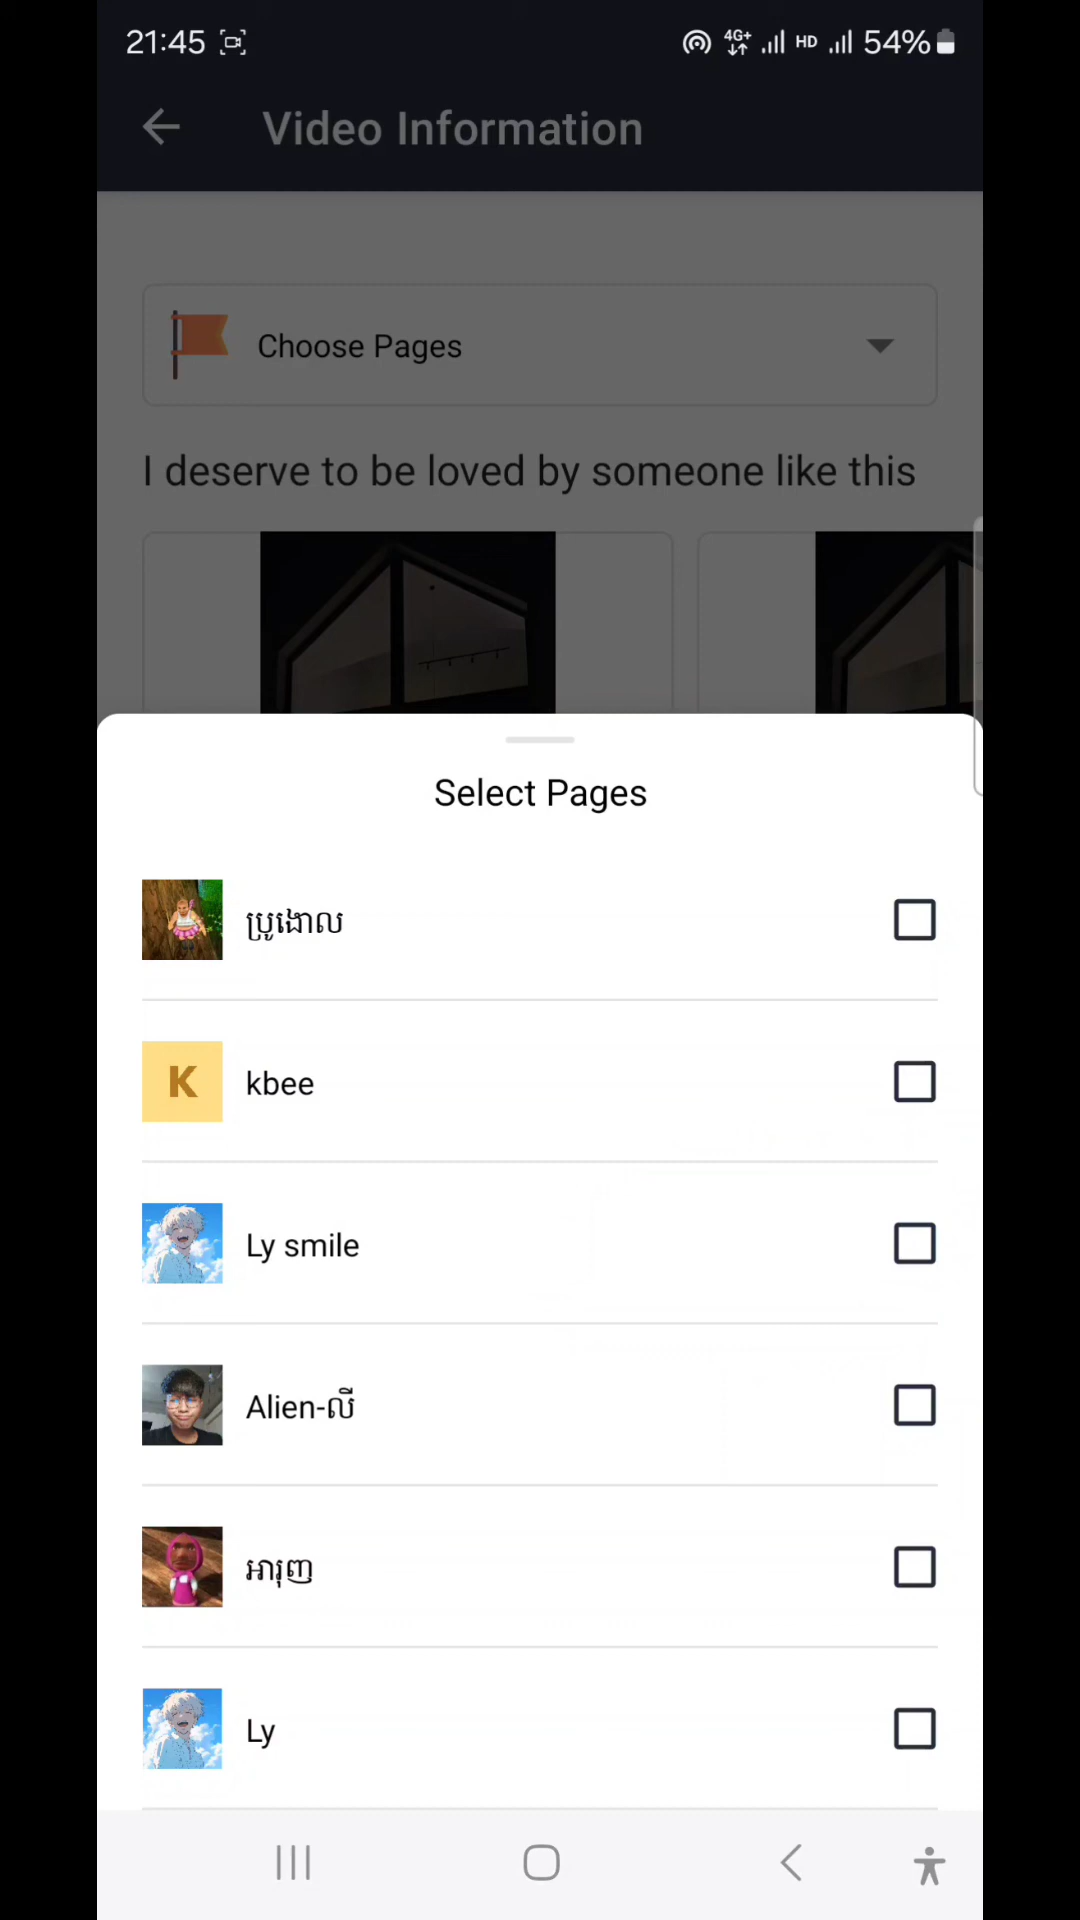 21:45 4G+ HD 54%
Video Information
Choose Pages
I deserve to be loved by someone like this
Select Pages
ប្រូងោល
K kbee
Ly smile
Alien-លី
អារុញ
Ly